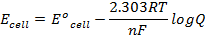 E_cell = E°_cell − 2.303RT/nF logQ